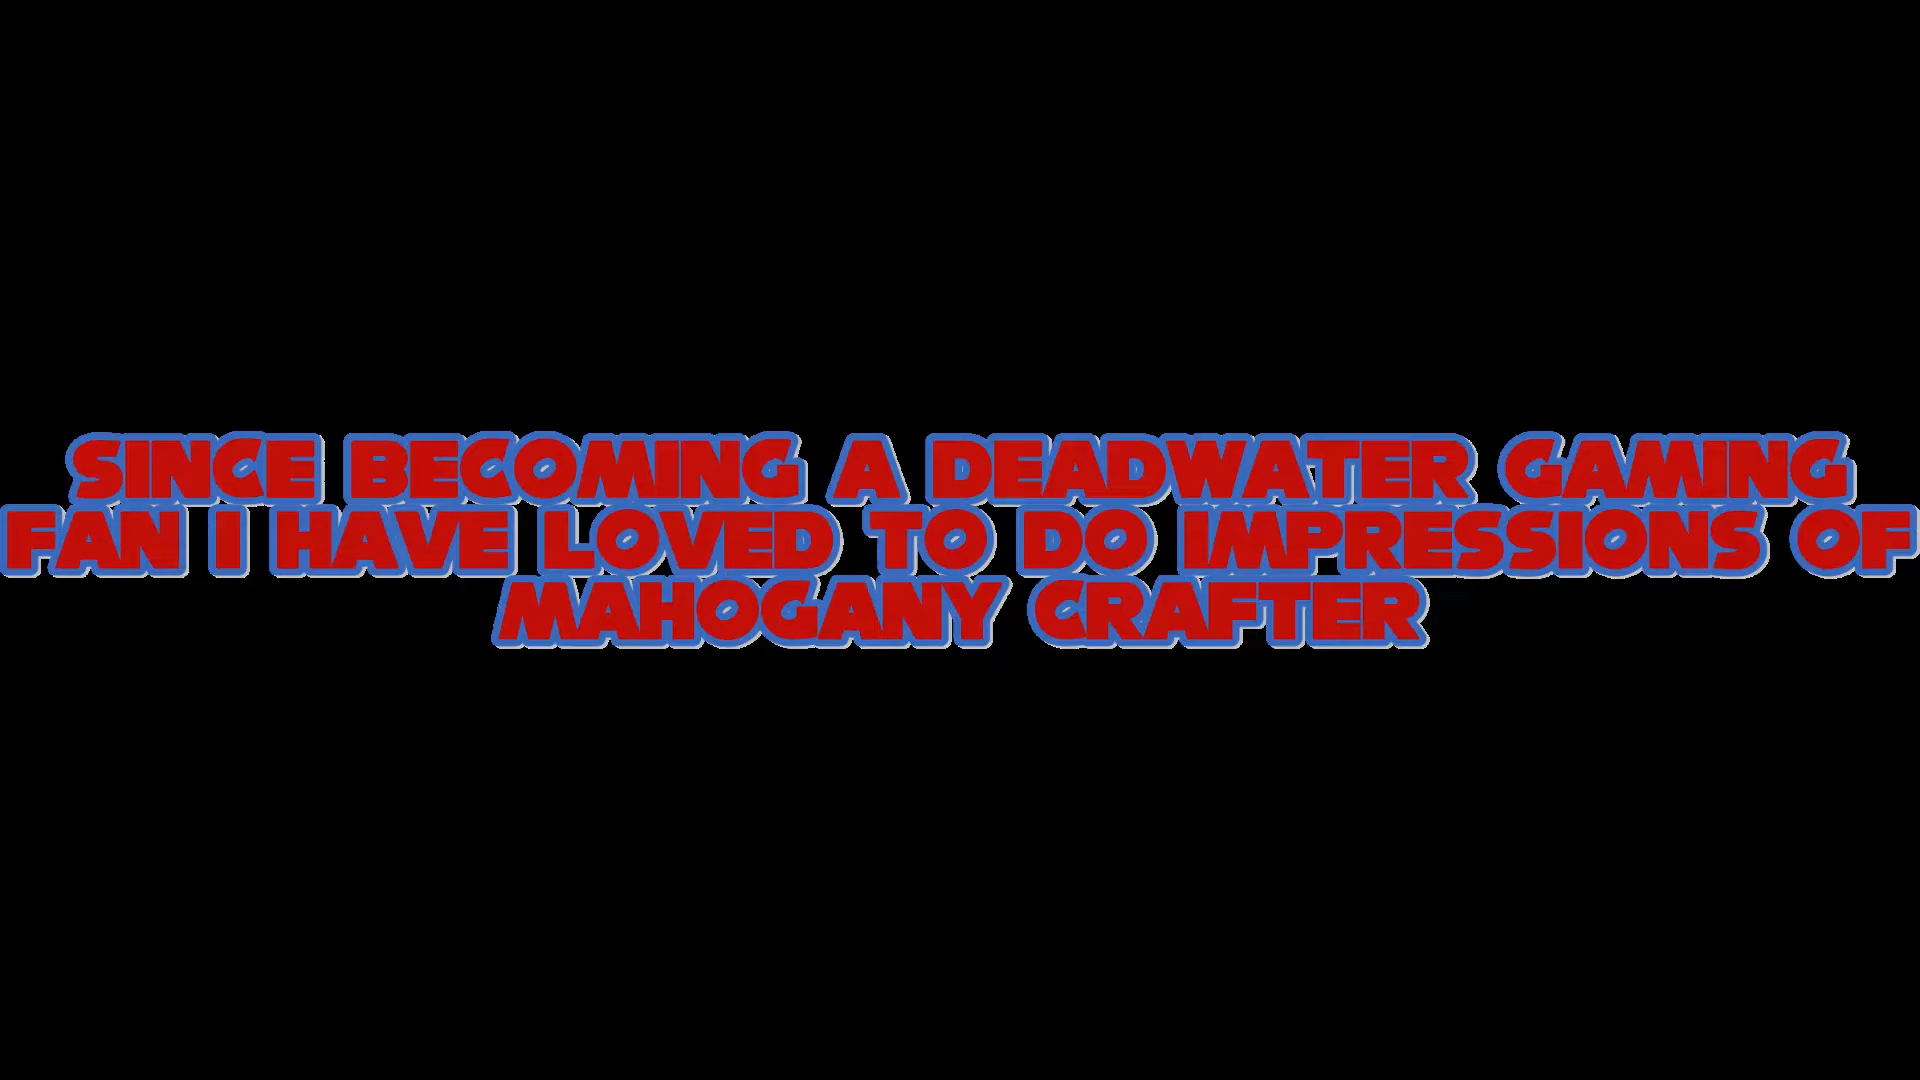 SINCE BECOMING A DEADWATER GAMING
FAN I HAVE LOVED TO DO IMPRESSIONS OF
MAHOGANY CRAFTER